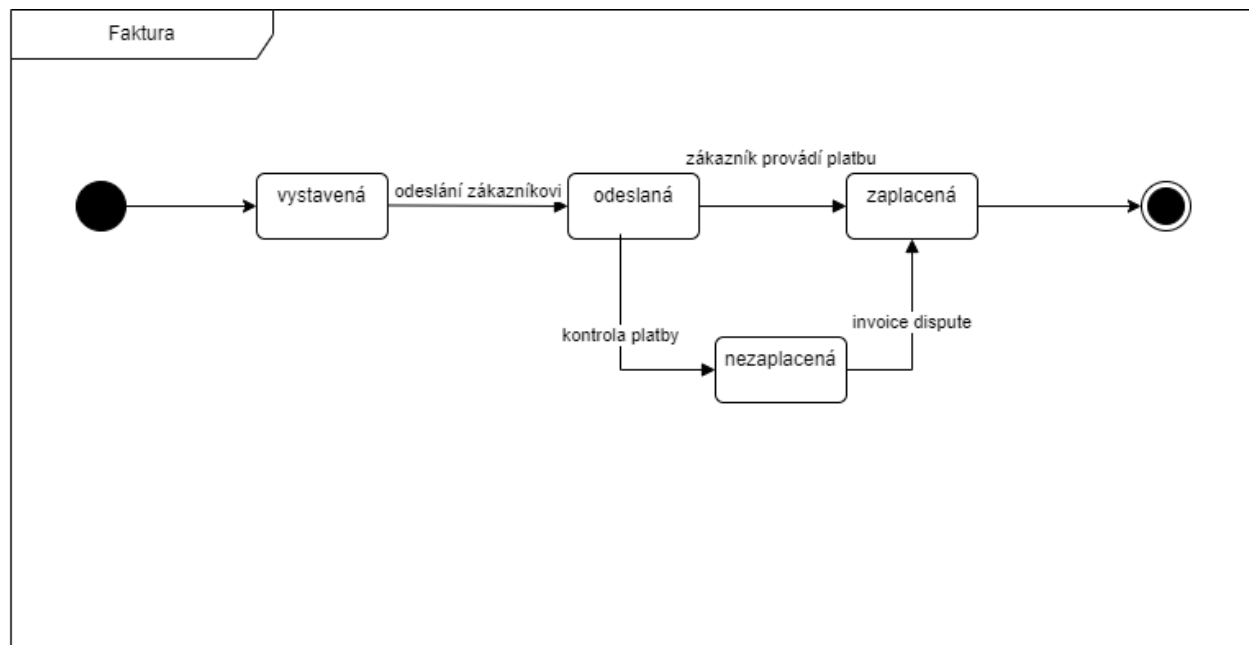 Faktura
zákazník provádí platbu
vystavená
odeslání zákazníkovi
odeslaná
zaplacená
kontrola platby
invoice dispute
nezaplacená